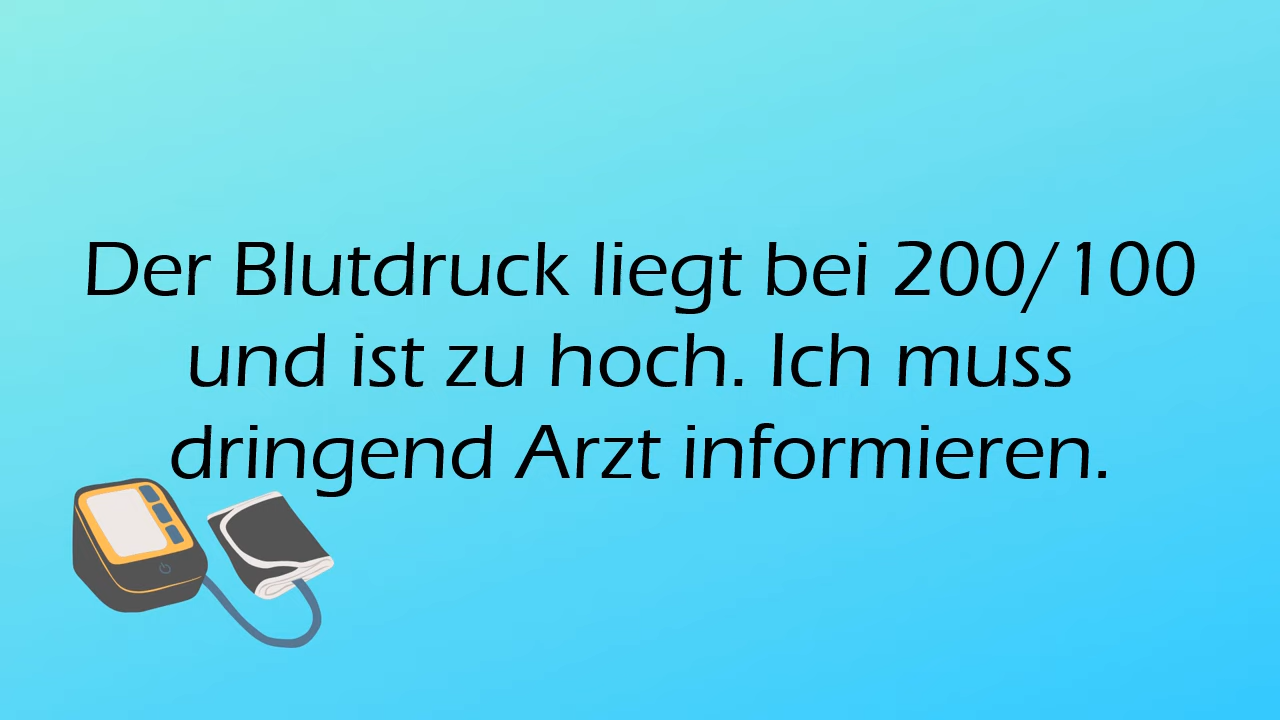 Der Blutdruck liegt bei 200/100
und ist zu hoch. Ich muss
dringend Arzt informieren.